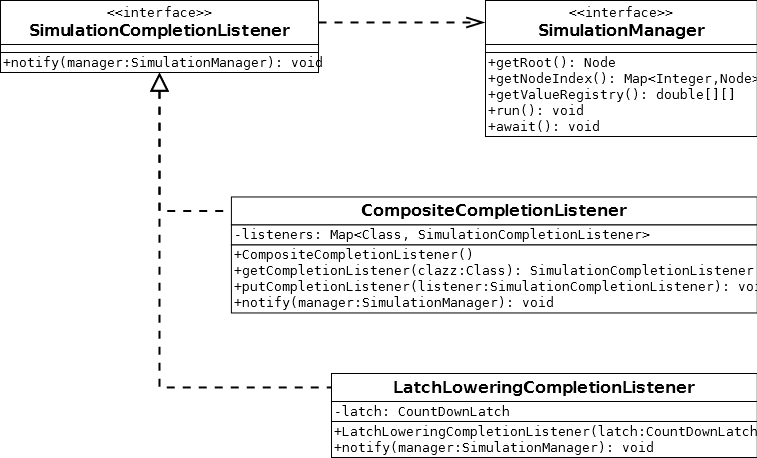 <<interface>>
SimulationCompletionListener
+notify(manager:SimulationManager): void
<<interface>>
SimulationManager
+getRoot(): Node
+getNodeIndex(): Map<Integer,Node>
+getValueRegistry(): double[][]
+run(): void
+await(): void
CompositeCompletionListener
-listeners: Map<Class, SimulationCompletionListener>
+CompositeCompletionListener()
+getCompletionListener(clazz:Class): SimulationCompletionListener
+putCompletionListener(listener:SimulationCompletionListener): voi
+notify(manager:SimulationManager): void
LatchLoweringCompletionListener
-latch: CountDownLatch
+LatchLoweringCompletionListener(latch:CountDownLatch
+notify(manager:SimulationManager): void